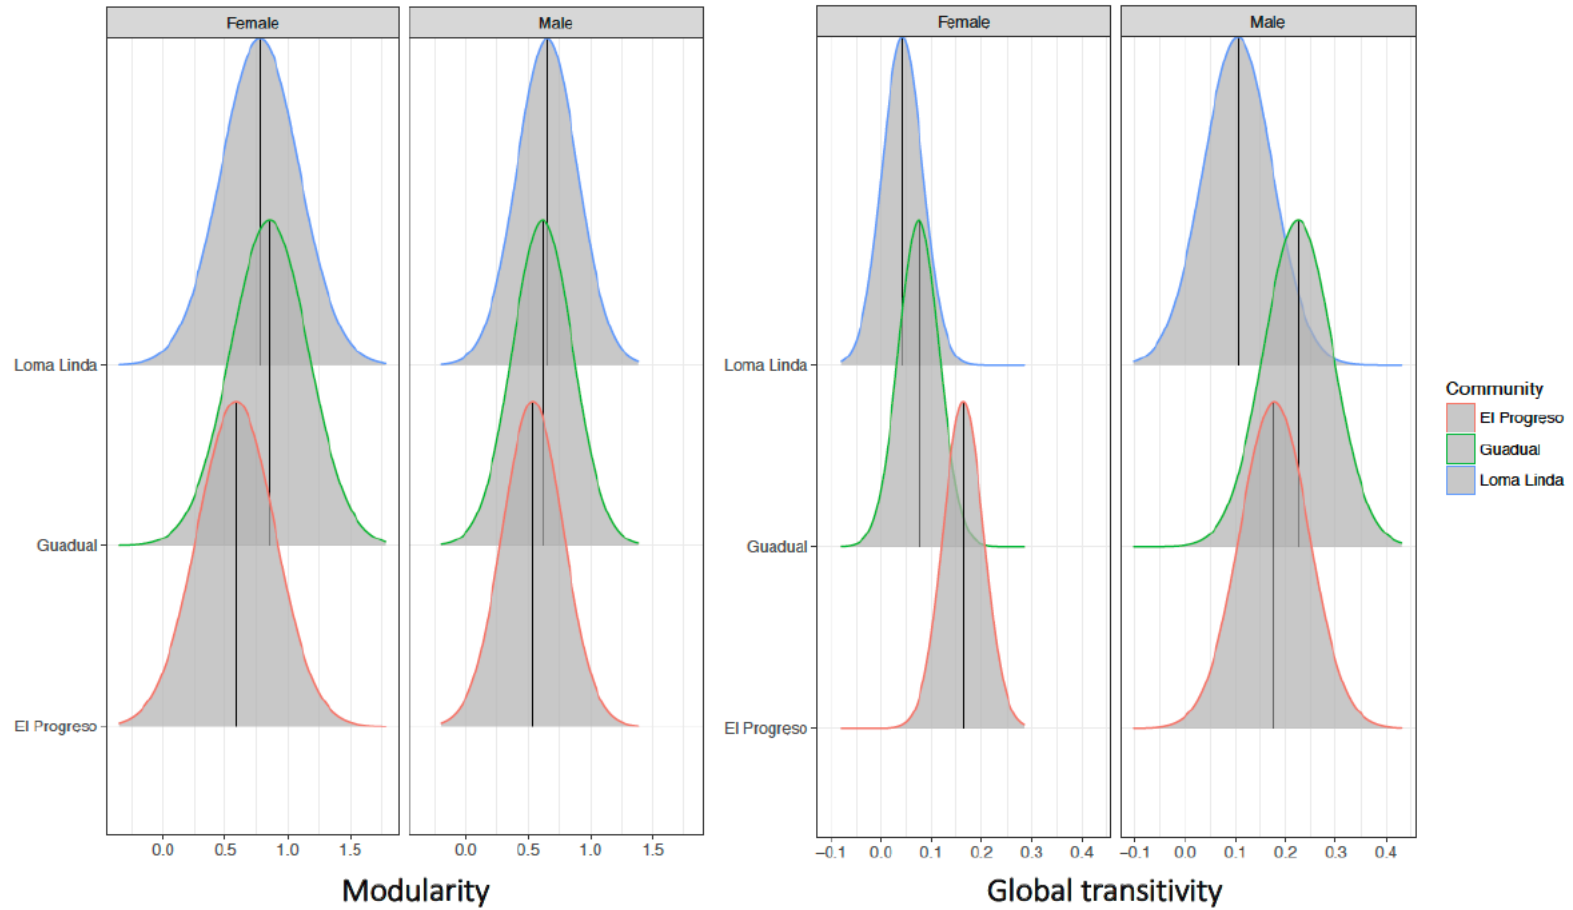 Female
Male
Female
Male
Loma Linda
Guadual
El Progreso
Loma Linda
Guadual
El Progreso
Community
El Progreso
Guadual
Loma Linda
0.0 0.5 1.0 1.5
0.0 0.5 1.0 1.5
−0.1 0.0 0.1 0.2 0.3 0.4
−0.1 0.0 0.1 0.2 0.3 0.4
Modularity
Global transitivity